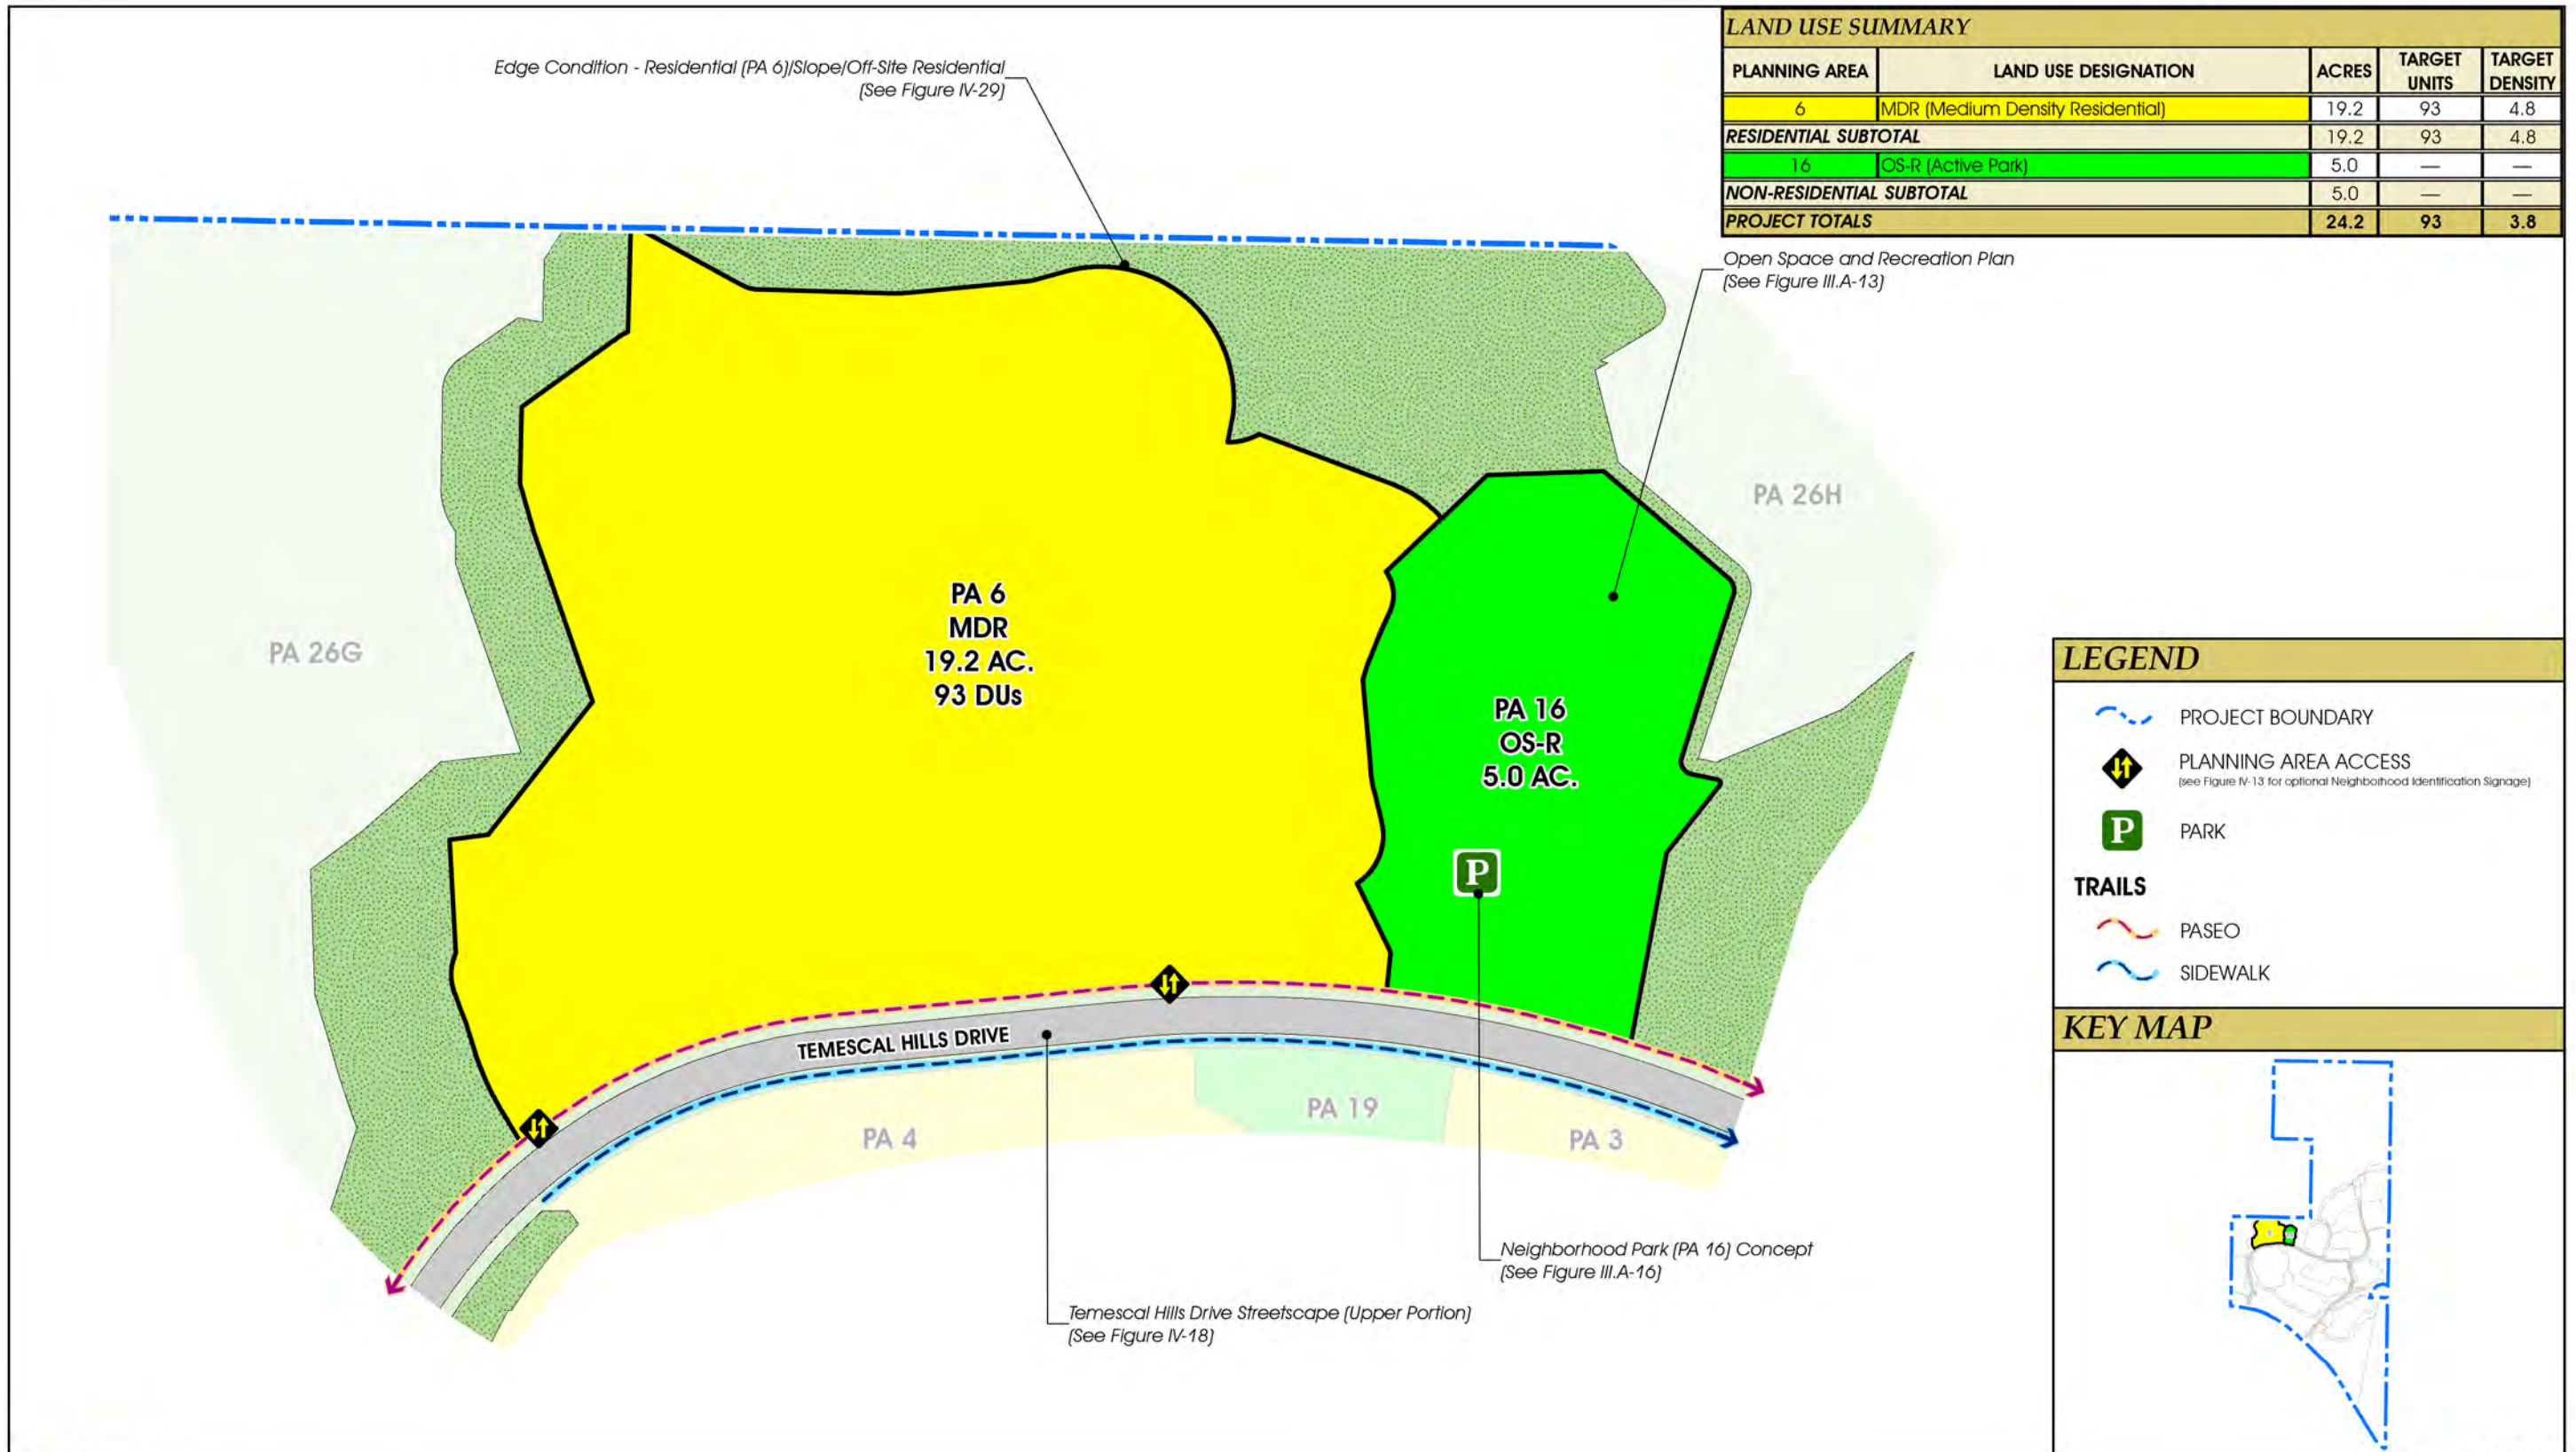 LAND USE SUMMARY
PLANNING AREA LAND USE DESIGNATION ACRES TARGET UNITS TARGET DENSITY
6 MDR (Medium Density Residential) 19.2 93 4.8
RESIDENTIAL SUBTOTAL 19.2 93 4.8
16 OS-R (Active Park) 5.0 — —
NON-RESIDENTIAL SUBTOTAL 5.0 — —
PROJECT TOTALS 24.2 93 3.8
Edge Condition - Residential (PA 6)/Slope/Off-Site Residential
(See Figure IV-29)
Open Space and Recreation Plan
(See Figure III.A-13)
PA 26H
PA 26G
PA 6
MDR
19.2 AC.
93 DUs
PA 16
OS-R
5.0 AC.
P
TEMESCAL HILLS DRIVE
PA 4
PA 19
PA 3
Neighborhood Park (PA 16) Concept
(See Figure III.A-16)
Temescal Hills Drive Streetscape (Upper Portion)
(See Figure IV-18)
LEGEND
PROJECT BOUNDARY
PLANNING AREA ACCESS
(see Figure IV-13 for optional Neighborhood Identification Signage)
P PARK
TRAILS
PASEO
SIDEWALK
KEY MAP